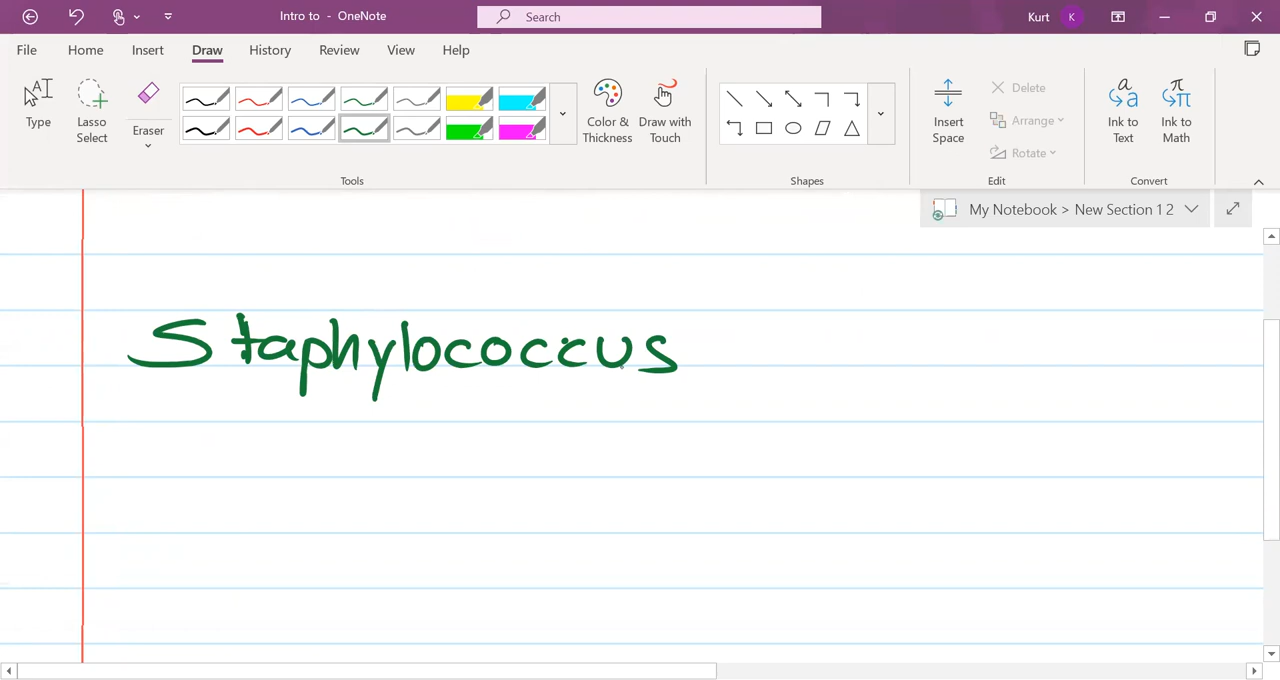 Intro to - OneNote
Search
Kurt
K
File
Home
Insert
Draw
History
Review
View
Help
Type
Lasso Select
Eraser
Color & Thickness
Draw with Touch
Tools
Shapes
Insert Space
Delete
Arrange
Rotate
Edit
a
a
Ink to Text
π
π
Ink to Math
Convert
My Notebook > New Section 1 2
Staphylococcus